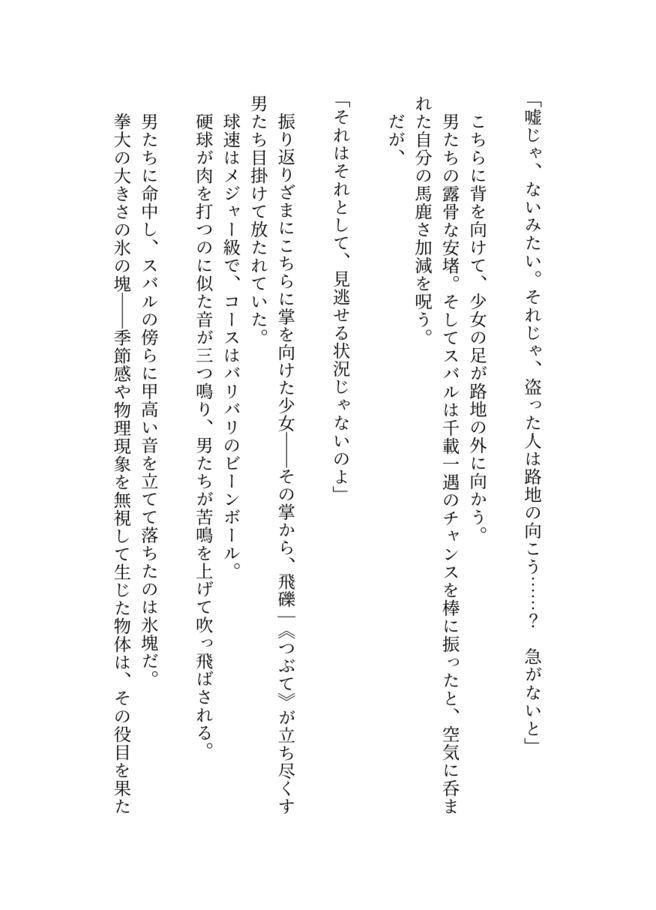 「嘘じゃ、ないみたい。それじゃ、盗った人は路地の向こう……？　急がないと」
　こちらに背を向けて、少女の足が路地の外に向かう。
　男たちの露骨な安堵。そしてスバルは千載一遇のチャンスを棒に振ったと、空気に呑ま
れた自分の馬鹿さ加減を呪う。
　だが、
「それはそれとして、見逃せる状況じゃないのよ」
　振り返りざまにこちらに掌を向けた少女――その掌から、飛礫｜《つぶて》が立ち尽くす
男たち目掛けて放たれていた。
　球速はメジャー級で、コースはバリバリのビーンボール。
　硬球が肉を打つのに似た音が三つ鳴り、男たちが苦鳴を上げて吹っ飛ばされる。
　男たちに命中し、スバルの傍らに甲高い音を立てて落ちたのは氷塊だ。
　拳大の大きさの氷の塊――季節感や物理現象を無視して生じた物体は、その役目を果た